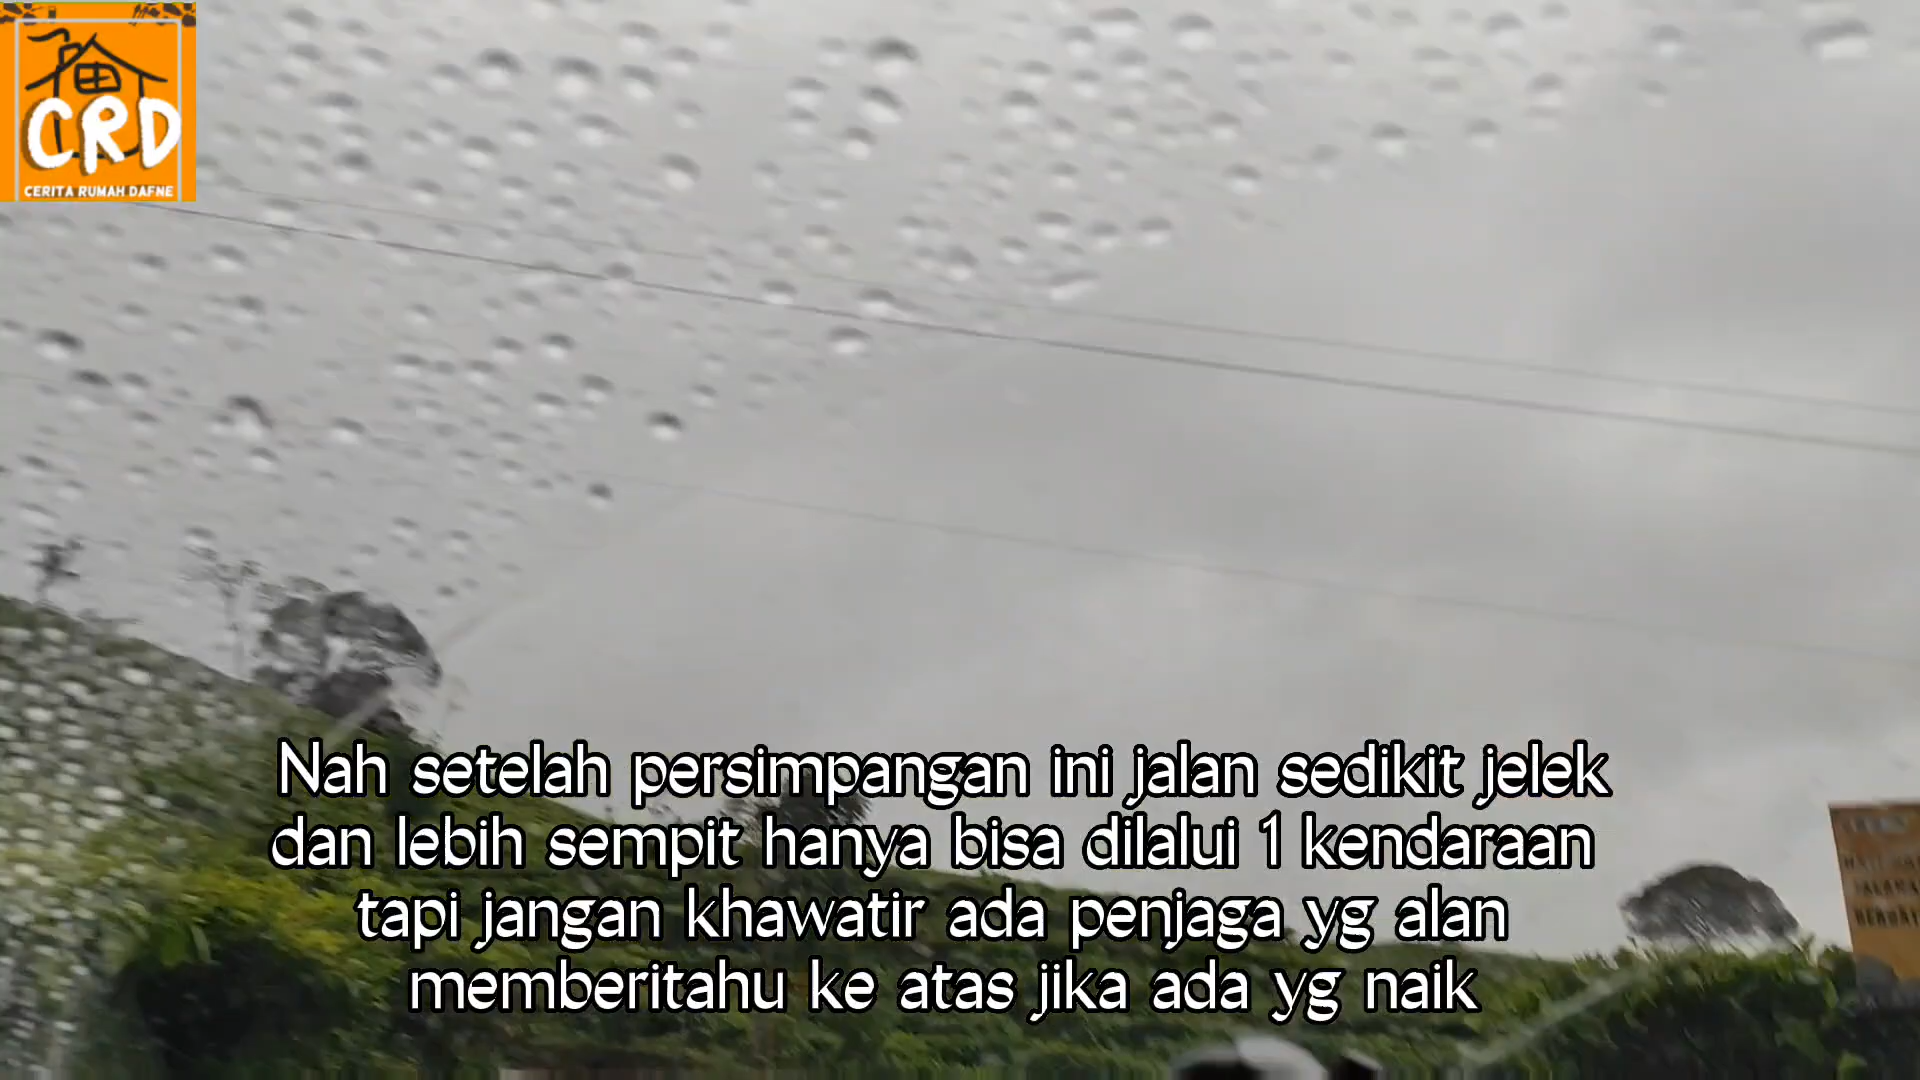 CRD
CERITA RUMAH DAFNE
Nah setelah persimpangan ini jalan sedikit jelek
dan lebih sempit hanya bisa dilalui 1 kendaraan
tapi jangan khawatir ada penjaga yg alan
memberitahu ke atas jika ada yg naik